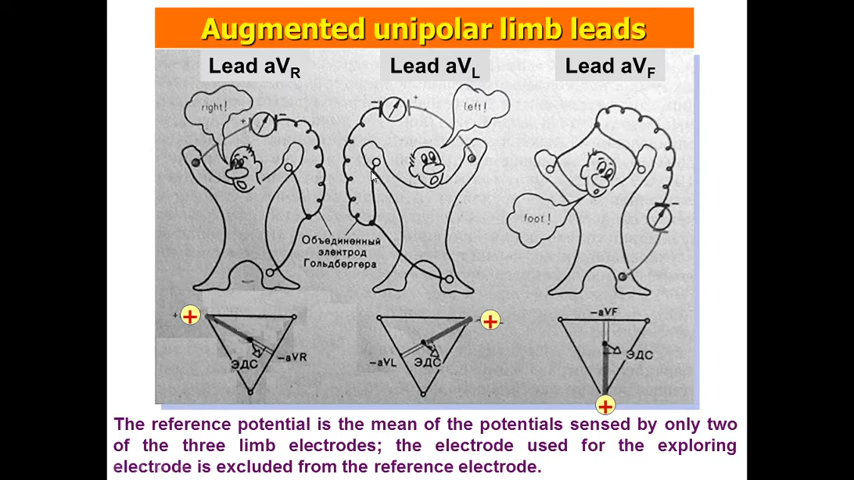 Augmented unipolar limb leads
Lead aVR
Lead aVL
Lead aVF
right!
+
−
−
+
left!
foot!
−
−
Объединенный
электрод
Гольдбергера
+
+
+
−aVR
ЭДС
−aVL
ЭДС
−aVF
ЭДС
+
The reference potential is the mean of the potentials sensed by only two
of the three limb electrodes; the electrode used for the exploring
electrode is excluded from the reference electrode.